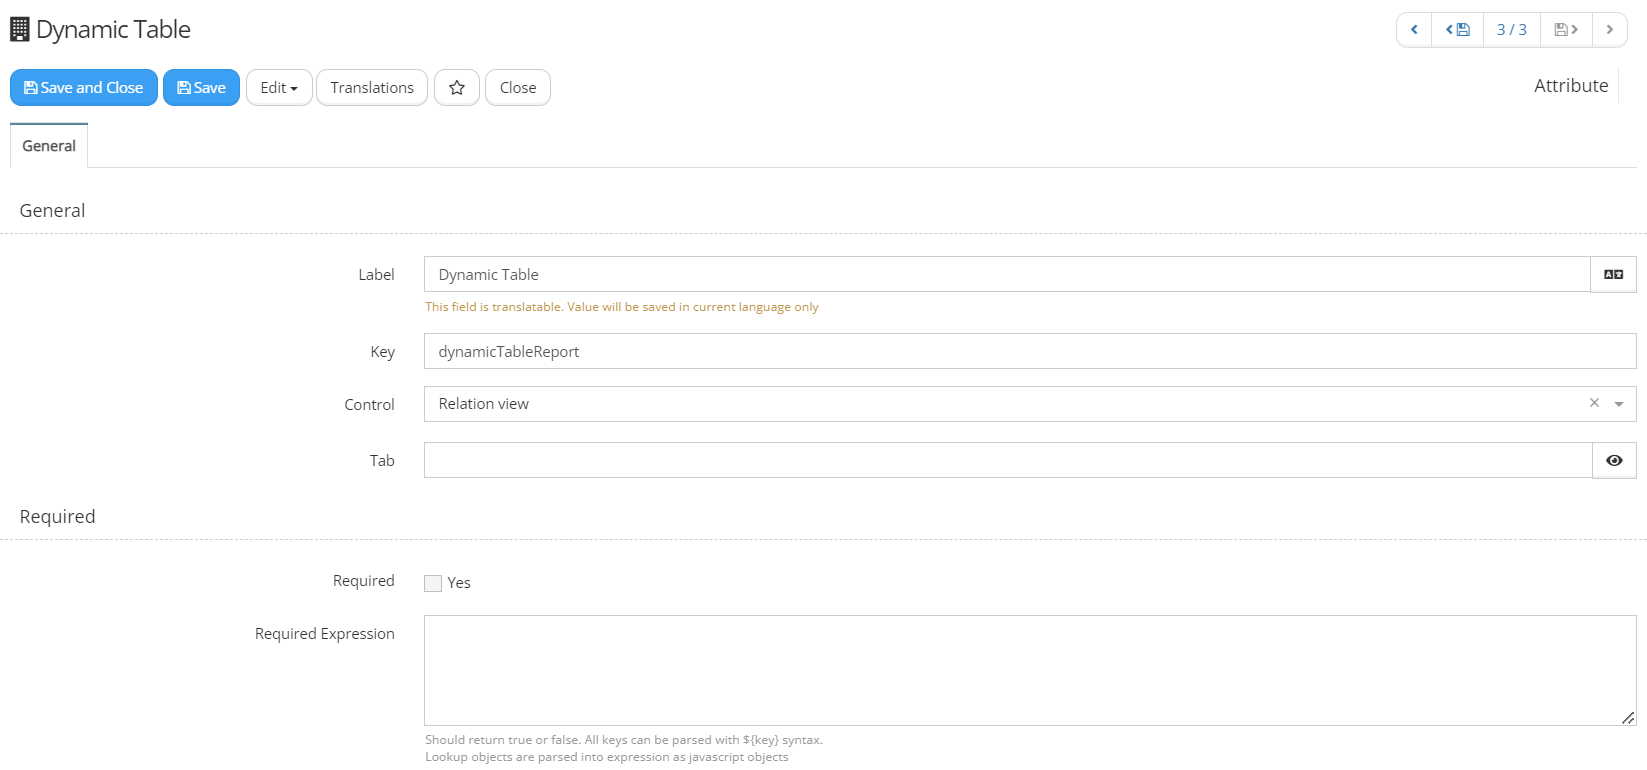 Dynamic Table
3 / 3
Save and Close
Save
Edit
Translations
Close
Attribute
General
General
Label
Dynamic Table
This field is translatable. Value will be saved in current language only
Key
dynamicTableReport
Control
Relation view
Tab
Required
Required
Yes
Required Expression
Should return true or false. All keys can be parsed with ${key} syntax.
Lookup objects are parsed into expression as javascript objects